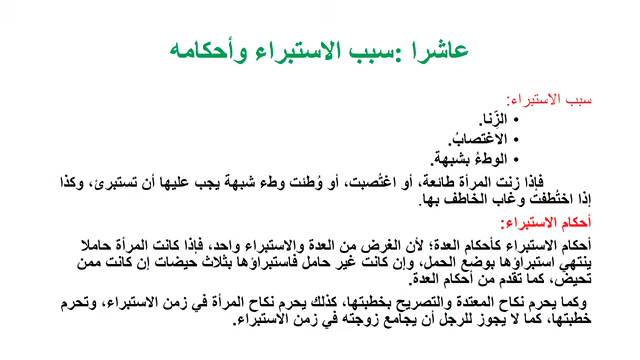 عاشرا :سبب الاستبراء وأحكامه
سبب الاستبراء:
• الزِّنا.
• الاغتصابُ.
• الوطءُ بشبهة.
فإذا زنت المرأة طائعة، أو اغتُصبت، أو وُطئت وطء شبهة يجب عليها أن تستبرئ، وكذا
إذا اختُطفتْ وغاب الخاطف بها.
أحكام الاستبراء:
أحكام الاستبراء كأحكام العدة؛ لأن الغرض من العدة والاستبراء واحد، فإذا كانت المرأة حاملا
ينتهي استبراؤها بوضع الحمل، وإن كانت غير حامل فاستبراؤها بثلاث حيضات إن كانت ممن
تحيض، كما تقدم من أحكام العدة.
وكما يحرم نكاح المعتدة والتصريح بخطبتها، كذلك يحرم نكاح المرأة في زمن الاستبراء، وتحرم
خطبتها، كما لا يجوز للرجل أن يجامع زوجته في زمن الاستبراء.